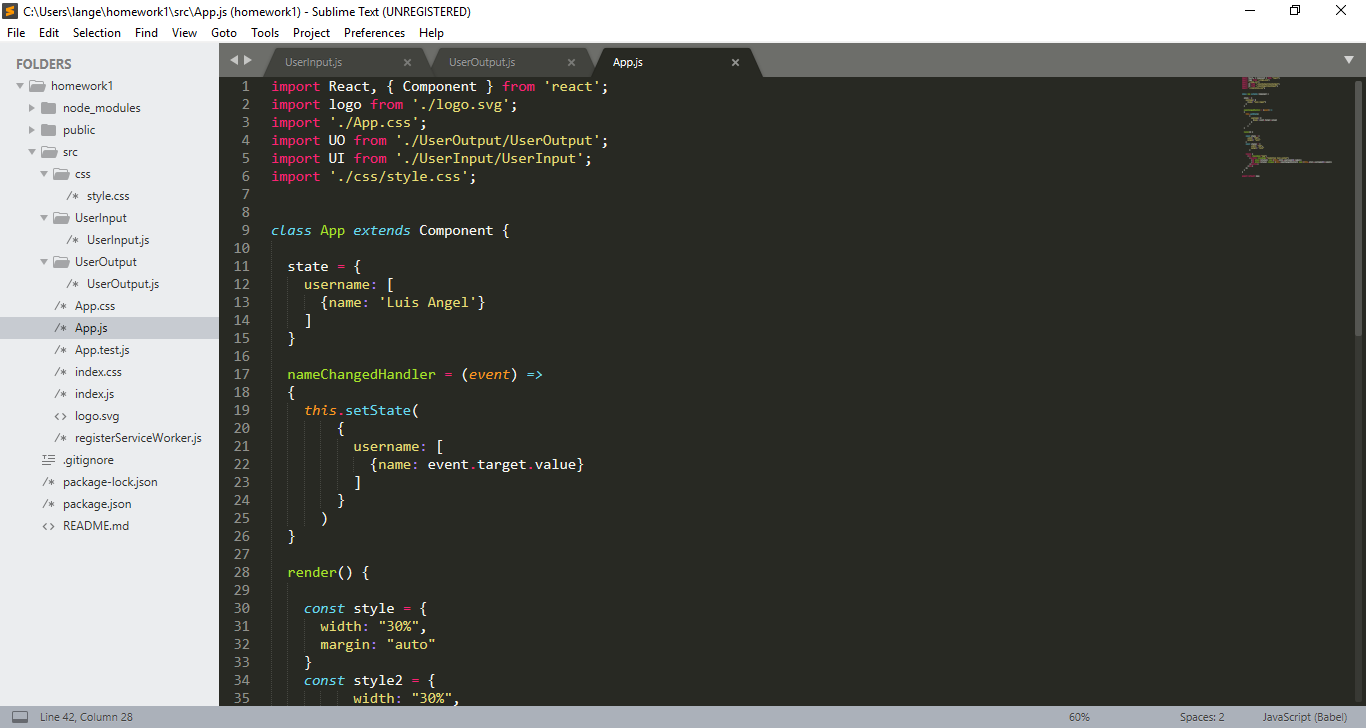 C:\Users\lange\homework1\src\App.js (homework1) - Sublime Text (UNREGISTERED)
File Edit Selection Find View Goto Tools Project Preferences Help
FOLDERS
homework1
node_modules
public
src
css
/* style.css
UserInput
/* UserInput.js
UserOutput
/* UserOutput.js
/* App.css
/* App.js
/* App.test.js
/* index.css
/* index.js
<> logo.svg
/* registerServiceWorker.js
.gitignore
/* package-lock.json
/* package.json
<> README.md
UserInput.js × UserOutput.js × App.js ×
1 import React, { Component } from 'react';
2 import logo from './logo.svg';
3 import './App.css';
4 import UO from './UserOutput/UserOutput';
5 import UI from './UserInput/UserInput';
6 import './css/style.css';
7
8
9 class App extends Component {
10
11   state = {
12     username: [
13       {name: 'Luis Angel'}
14     ]
15   }
16
17   nameChangedHandler = (event) =>
18   {
19     this.setState(
20         {
21           username: [
22             {name: event.target.value}
23           ]
24         }
25       )
26   }
27
28   render() {
29
30     const style = {
31       width: "30%",
32       margin: "auto"
33     }
34     const style2 = {
35           width: "30%",
Line 42, Column 28 60% Spaces: 2 JavaScript (Babel)